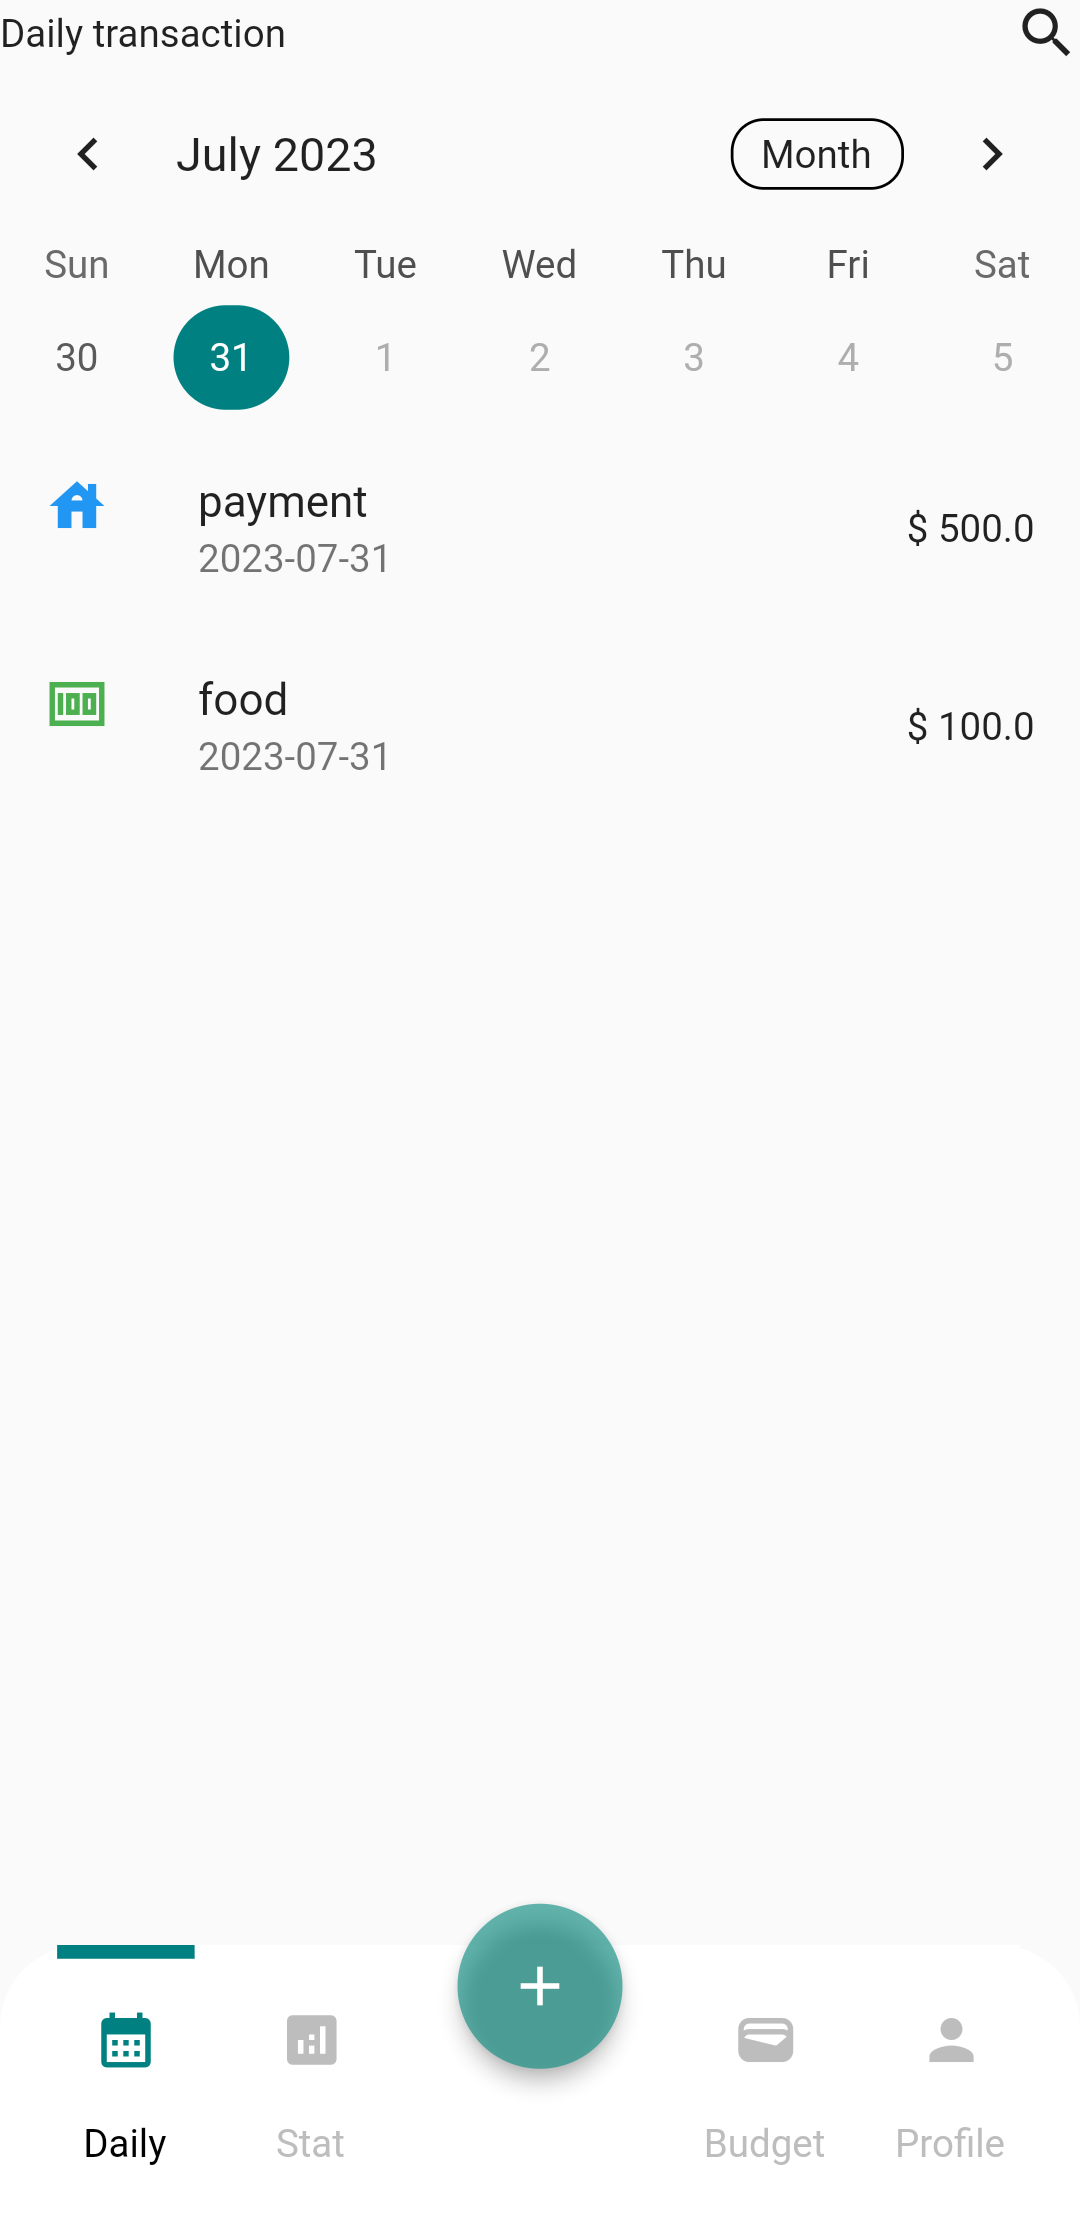 Daily transaction
July 2023 Month
Sun Mon Tue Wed Thu Fri Sat
30 31 1 2 3 4 5
payment
2023-07-31
$ 500.0
food
2023-07-31
$ 100.0
+
Daily Stat Budget Profile